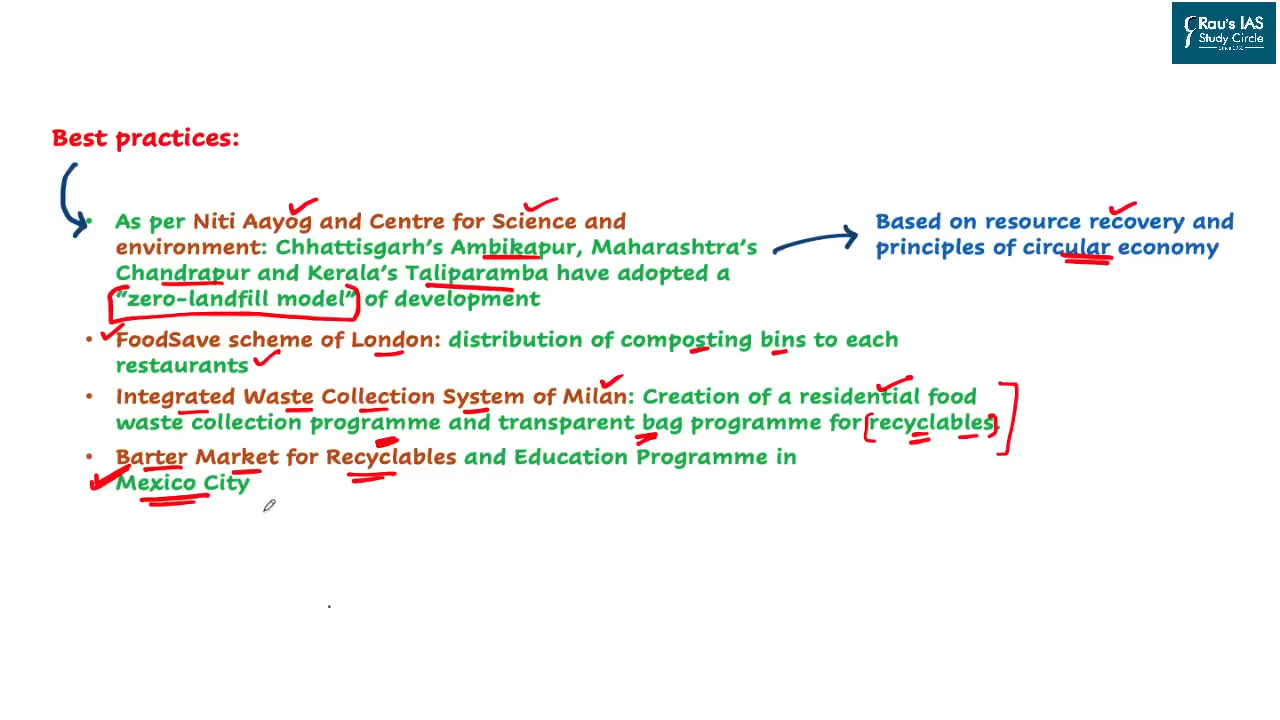 Rau's IAS
Study Circle
Best practices:
• As per Niti Aayog and Centre for Science and
environment: Chhattisgarh's Ambikapur, Maharashtra's
Chandrapur and Kerala's Taliparamba have adopted a
"zero-landfill model" of development
Based on resource recovery and
principles of circular economy
• FoodSave scheme of London: distribution of composting bins to each
restaurants
• Integrated Waste Collection System of Milan: Creation of a residential food
waste collection programme and transparent bag programme for recyclables.
• Barter Market for Recyclables and Education Programme in
Mexico City